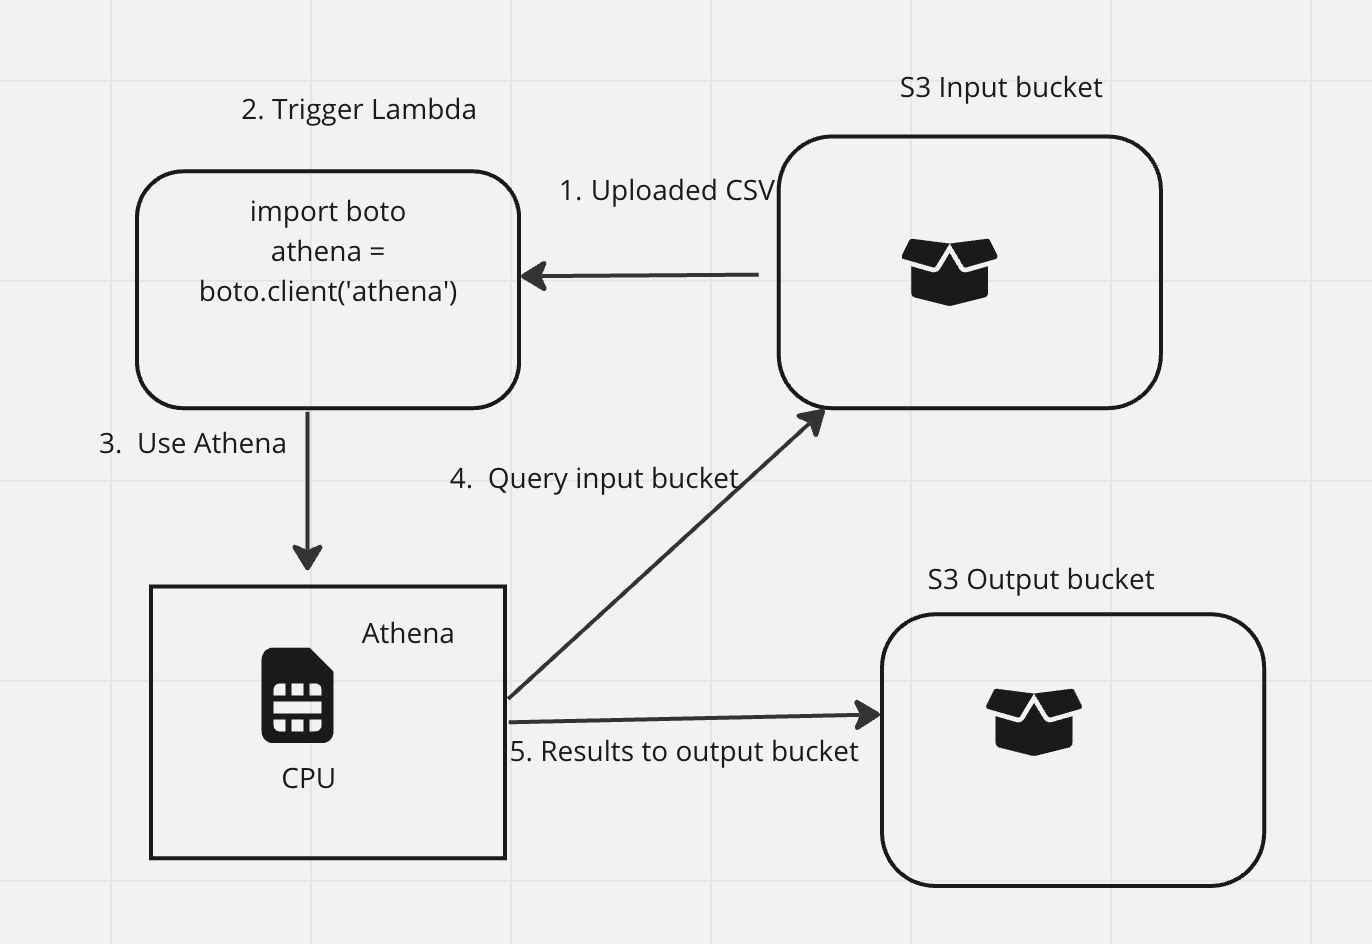 S3 Input bucket
2. Trigger Lambda
1. Uploaded CSV
import boto
athena =
boto.client('athena')
3.  Use Athena
4.  Query input bucket
S3 Output bucket
Athena
CPU
5. Results to output bucket